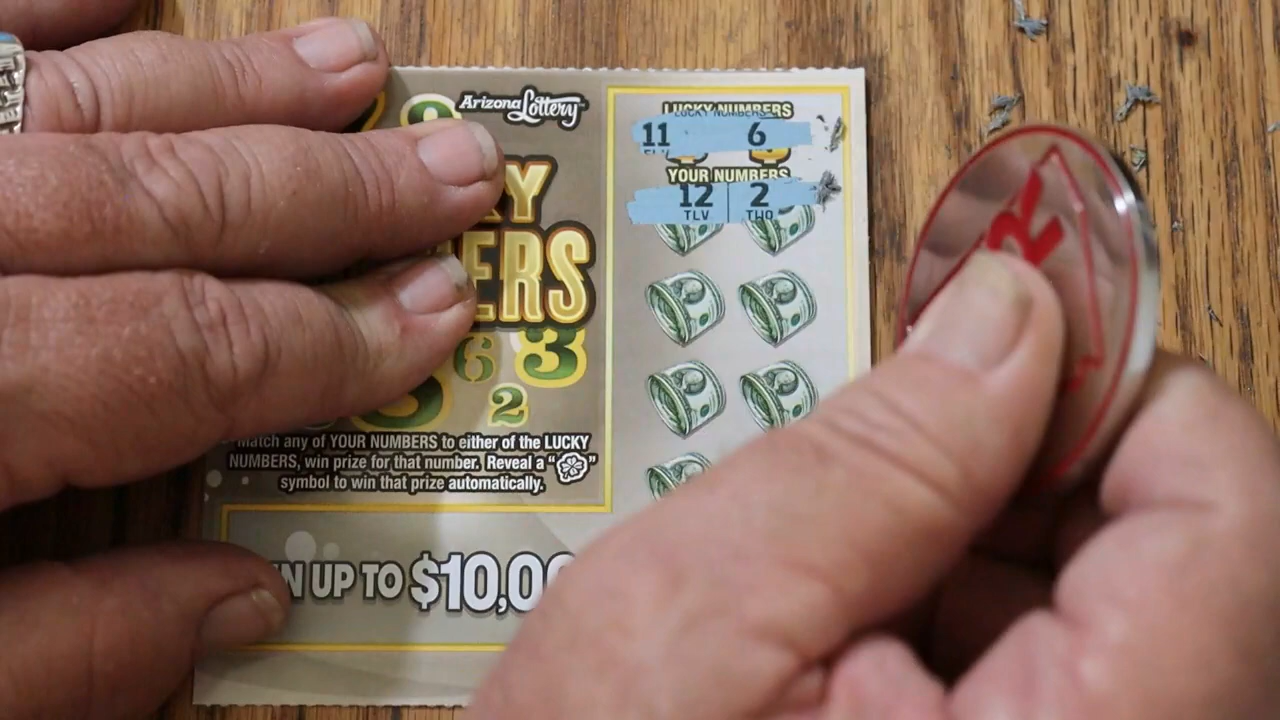 Arizona Lottery
LUCKY NUMBERS
11 6
YOUR NUMBERS
12 2
TLV TWO
6 3
2
Match any of YOUR NUMBERS to either of the LUCKY
NUMBERS, win prize for that number. Reveal a " "
symbol to win that prize automatically.
UP TO